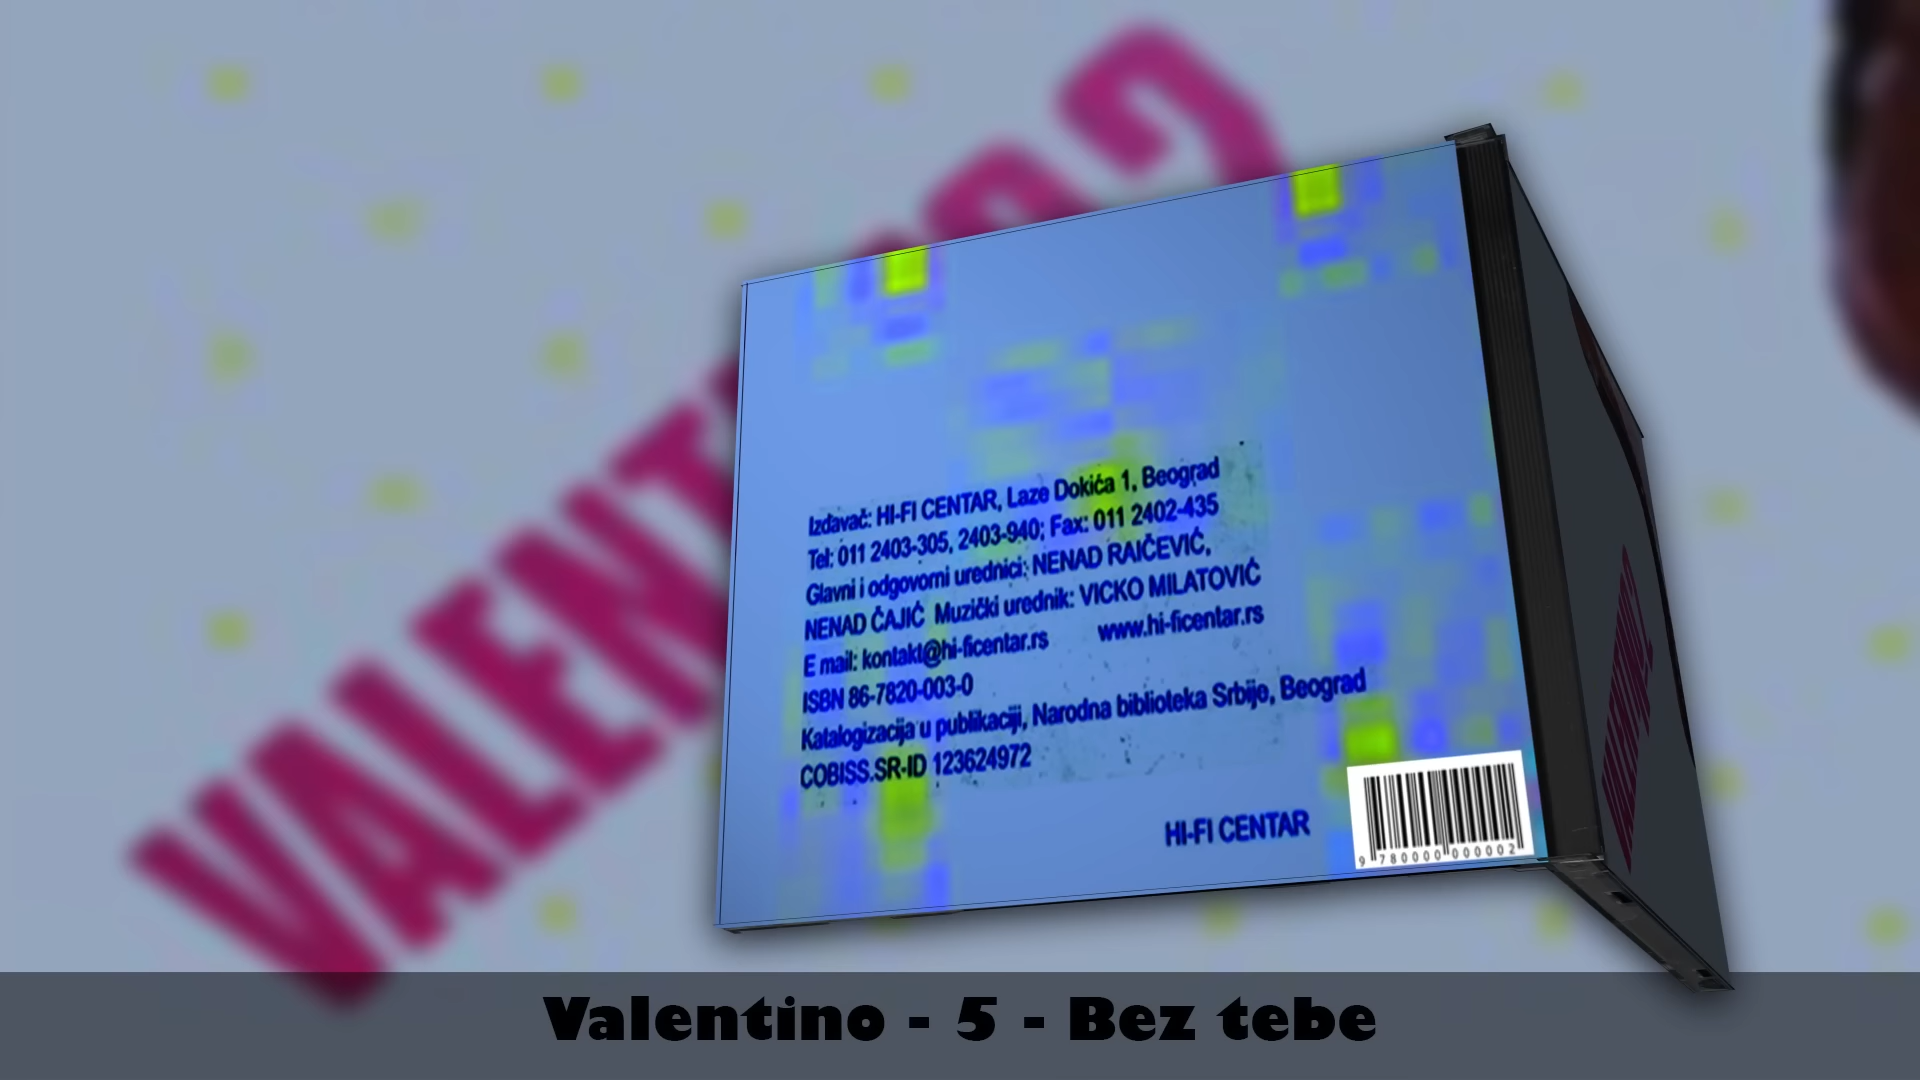 VALENT
Izdavač: HI-FI CENTAR, Laze Dokića 1, Beograd
Tel: 011 2403-305, 2403-940; Fax: 011 2402-435
Glavni i odgovorni urednici: NENAD RAIČEVIĆ,
NENAD ČAJIĆ Muzički urednik: VICKO MILATOVIĆ
E mail: kontakt@hi-ficentar.rs www.hi-ficentar.rs
ISBN 86-7820-003-0
Katalogizacija u publikaciji, Narodna biblioteka Srbije, Beograd
COBISS.SR-ID 123624972
HI-FI CENTAR
9 780000 000002
Valentino - 5 - Bez tebe